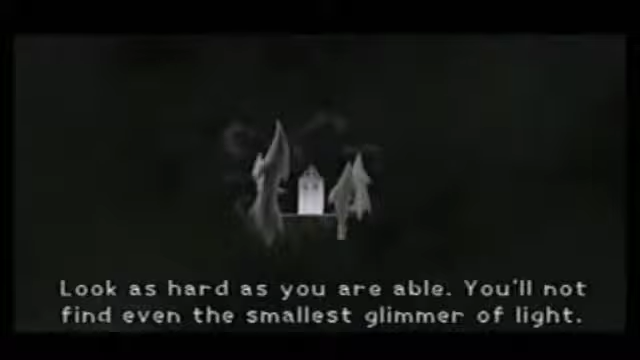 Look as hard as you are able. You'll not
find even the smallest glimmer of light.